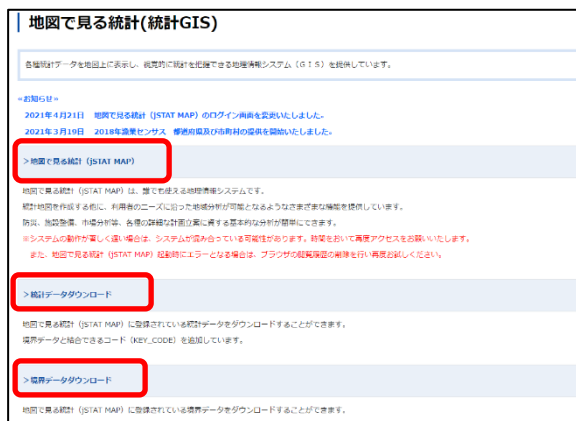 地図で見る統計(統計GIS)
各種統計データを地図上に表示し、視覚的に統計を把握できる地理情報システム（ＧＩＳ）を提供しています。
≪お知らせ≫
2021年4月21日 地図で見る統計（jSTAT MAP）のログイン画面を変更いたしました。
2021年3月19日 2018年漁業センサス 都道府県及び市町村の提供を開始いたしました。
＞地図で見る統計（jSTAT MAP）
地図で見る統計（jSTAT MAP）は、誰でも使える地理情報システムです。
統計地図を作成する他に、利用者のニーズに沿った地域分析が可能となるようなさまざまな機能を提供しています。
防災、施設整備、市場分析等、各種の詳細な計画立案に資する基本的な分析が簡単にできます。
※システムの動作が著しく遅い場合は、システムが混み合っている可能性があります。時間をおいて再度アクセスをお願いいたします。
また、地図で見る統計（jSTAT MAP）起動時にエラーとなる場合は、ブラウザの閲覧履歴の削除を行い再度お試しください。
＞統計データダウンロード
地図で見る統計（jSTAT MAP）に登録されている統計データをダウンロードすることができます。
境界データと結合できるコード（KEY_CODE）を追加しています。
＞境界データダウンロード
地図で見る統計（jSTAT MAP）に登録されている境界データをダウンロードすることができます。